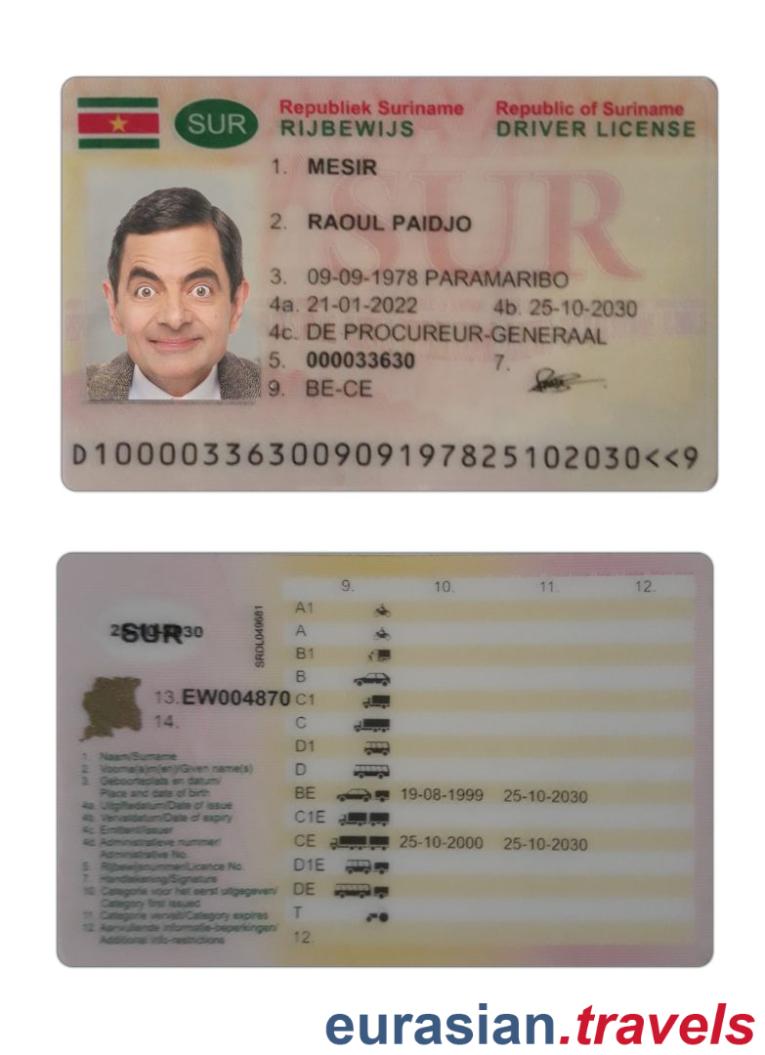 SUR
Republiek Suriname
RIJBEWIJS
Republic of Suriname
DRIVER LICENSE
1. MESIR
2. RAOUL PAIDJO
3. 09-09-1978 PARAMARIBO
4a. 21-01-2022 4b. 25-10-2030
4c. DE PROCUREUR-GENERAAL
5. 000033630 7.
9. BE-CE
SUR
D10000336300909197825102030<<9
SUR
SRDL049681
13. EW004870
14.
1. Naam/Surname
2. Voorna(a)m(en)/Given name(s)
3. Geboorteplaats en datum/
Place and date of birth
4a. Uitgiftedatum/Date of issue
4b. Vervaldatum/Date of expiry
4c. Emittent/Issuer
4d. Administratieve nummer/
Administrative No.
5. Rijbewijsnummer/Licence No.
7. Handtekening/Signature
10. Categorie voor het eerst uitgegeven/
Category first issued
11. Categorie vervalt/Category expires
12. Aanvullende informatie-beperkingen/
Additional info-restrictions
9. 10. 11. 12.
A1
A
B1
B
C1
C
D1
D
BE 19-08-1999 25-10-2030
C1E
CE 25-10-2000 25-10-2030
D1E
DE
T
12.
eurasian.travels